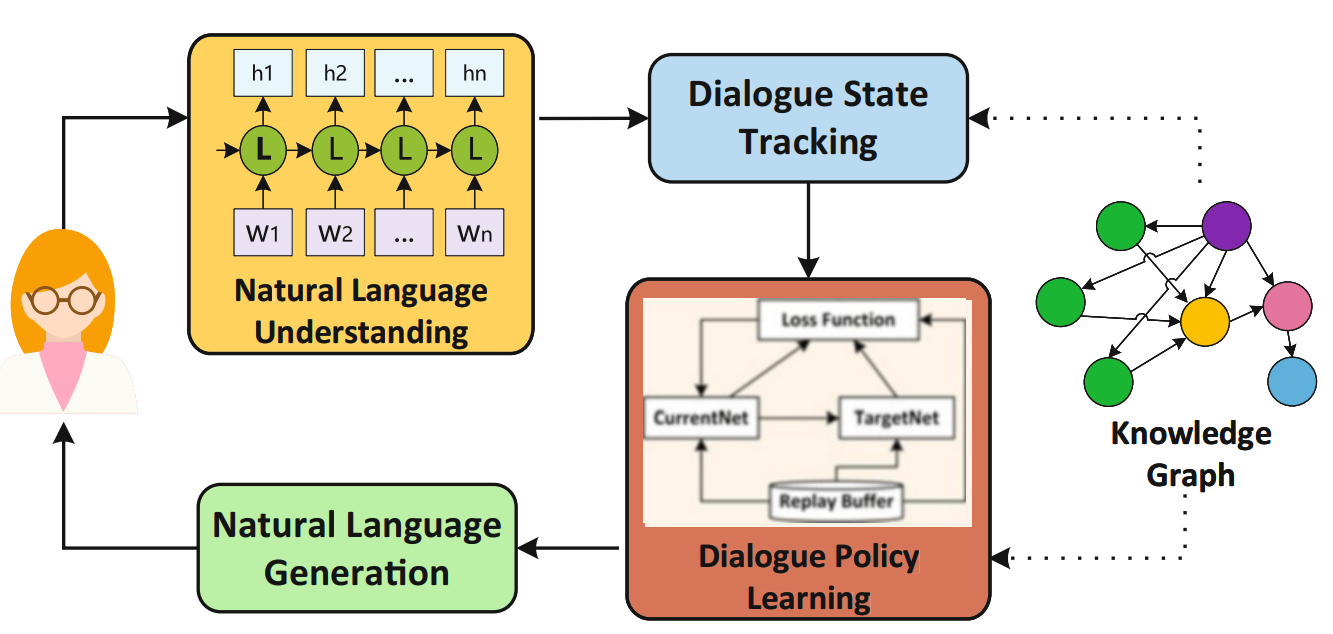 h1 h2 ... hn
L L L L
W1 W2 ... Wn
Natural Language
Understanding
Dialogue State
Tracking
Loss Function
CurrentNet TargetNet
Replay Buffer
Dialogue Policy
Learning
Knowledge
Graph
Natural Language
Generation